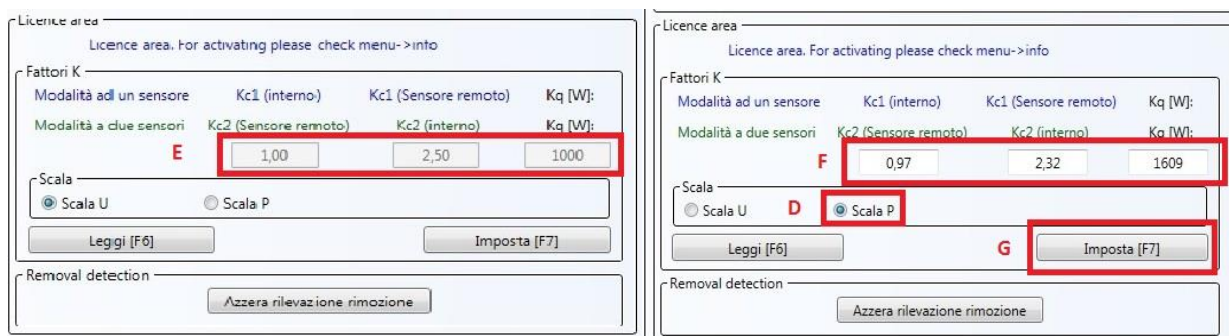 Licence area
Licence area. For activating please check menu->info
Fattori K
Modalità ad un sensore Kc1 (interno) Kc1 (Sensore remoto) Kq [W]:
Modalità a due sensori Kc2 (Sensore remoto) Kc2 (interno) Kq [W]:
E 1,00 2,50 1000
Scala
Scala U Scala P
Leggi [F6] Imposta [F7]
Removal detection
Azzera rilevazione rimozione
Licence area
Licence area. For activating please check menu->info
Fattori K
Modalità ad un sensore Kc1 (interno) Kc1 (Sensore remoto) Kq [W]:
Modalità a due sensori Kc2 (Sensore remoto) Kc2 (interno) Kq [W]:
F 0,97 2,32 1609
Scala
Scala U D Scala P
Leggi [F6] G Imposta [F7]
Removal detection
Azzera rilevazione rimozione